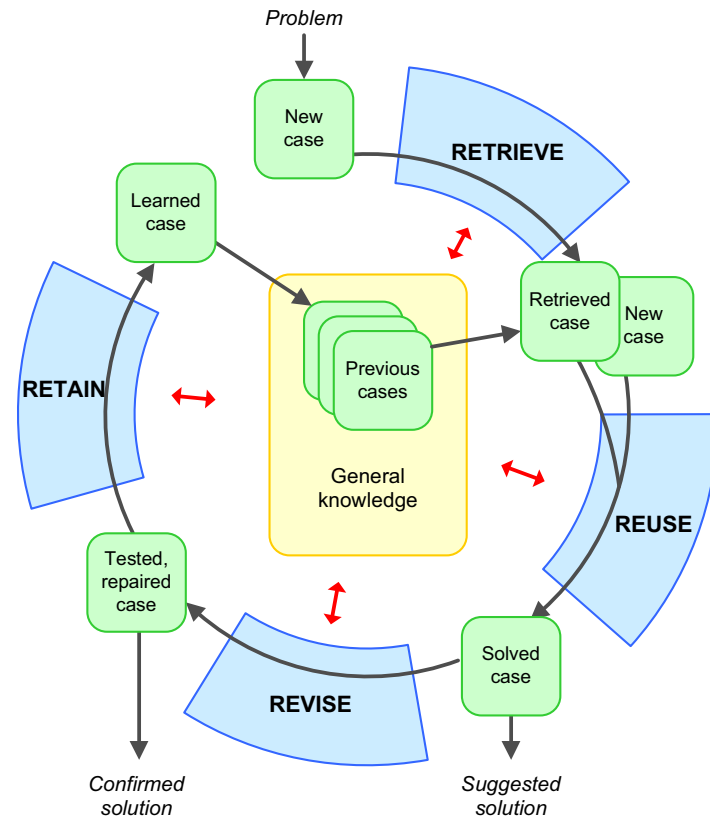 Problem
New
case
RETRIEVE
Learned
case
Retrieved
case
New
case
Previous
cases
RETAIN
General
knowledge
REUSE
Tested,
repaired
case
Solved
case
REVISE
Confirmed
solution
Suggested
solution